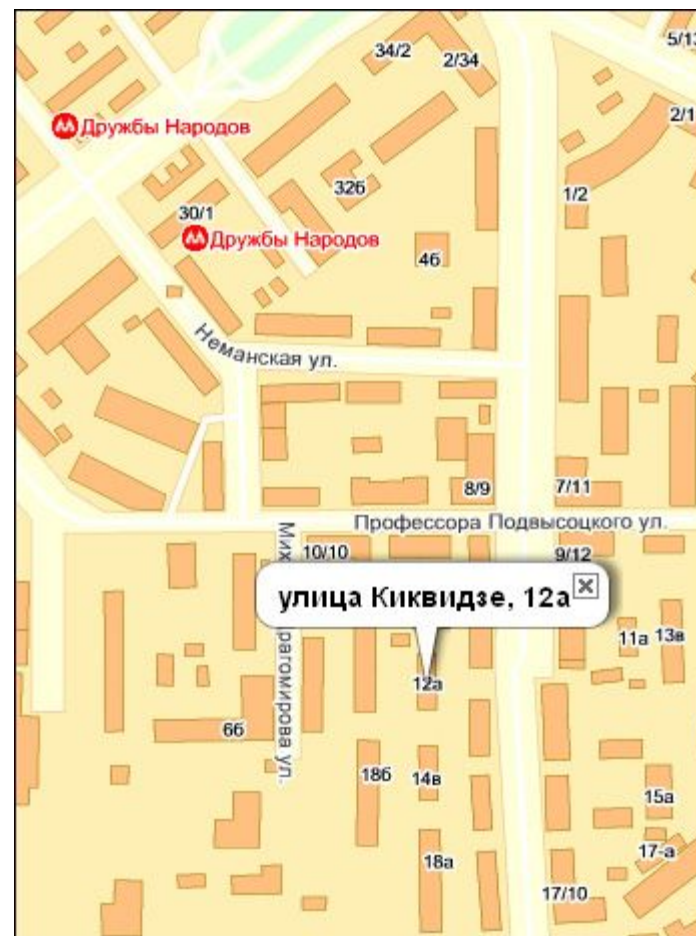 34/2
2/34
5/13
Дружбы Народов
2/1
32б
1/2
30/1
Дружбы Народов
4б
Неманская ул.
8/9
7/11
Профессора Подвысоцкого ул.
10/10
9/12
улица Киквидзе, 12а
11а
13в
12а
рагомирова ул.
6б
18б
14в
15а
18а
17-а
17/10